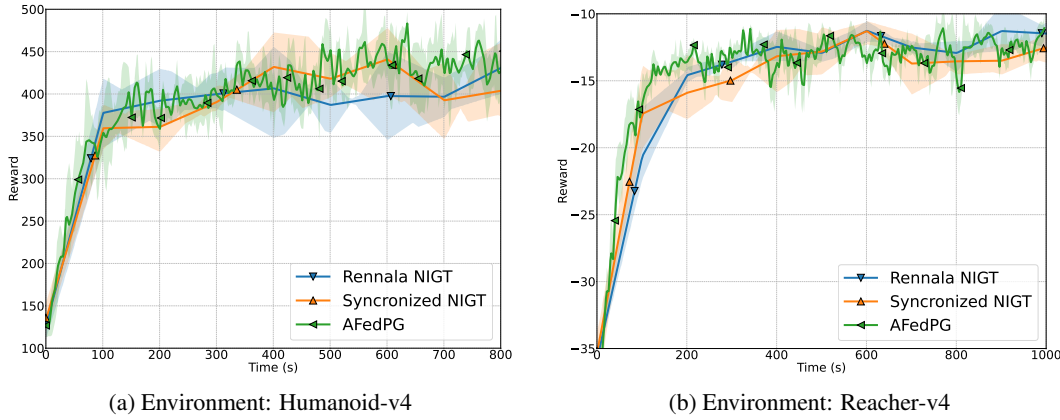 500
450
400
350
300
250
200
150
100
Reward
0 100 200 300 400 500 600 700 800
Time (s)
Rennala NIGT
Syncronized NIGT
AFedPG
(a) Environment: Humanoid-v4
−10
−15
−20
−25
−30
−35
Reward
0 200 400 600 800 1000
Time (s)
Rennala NIGT
Syncronized NIGT
AFedPG
(b) Environment: Reacher-v4